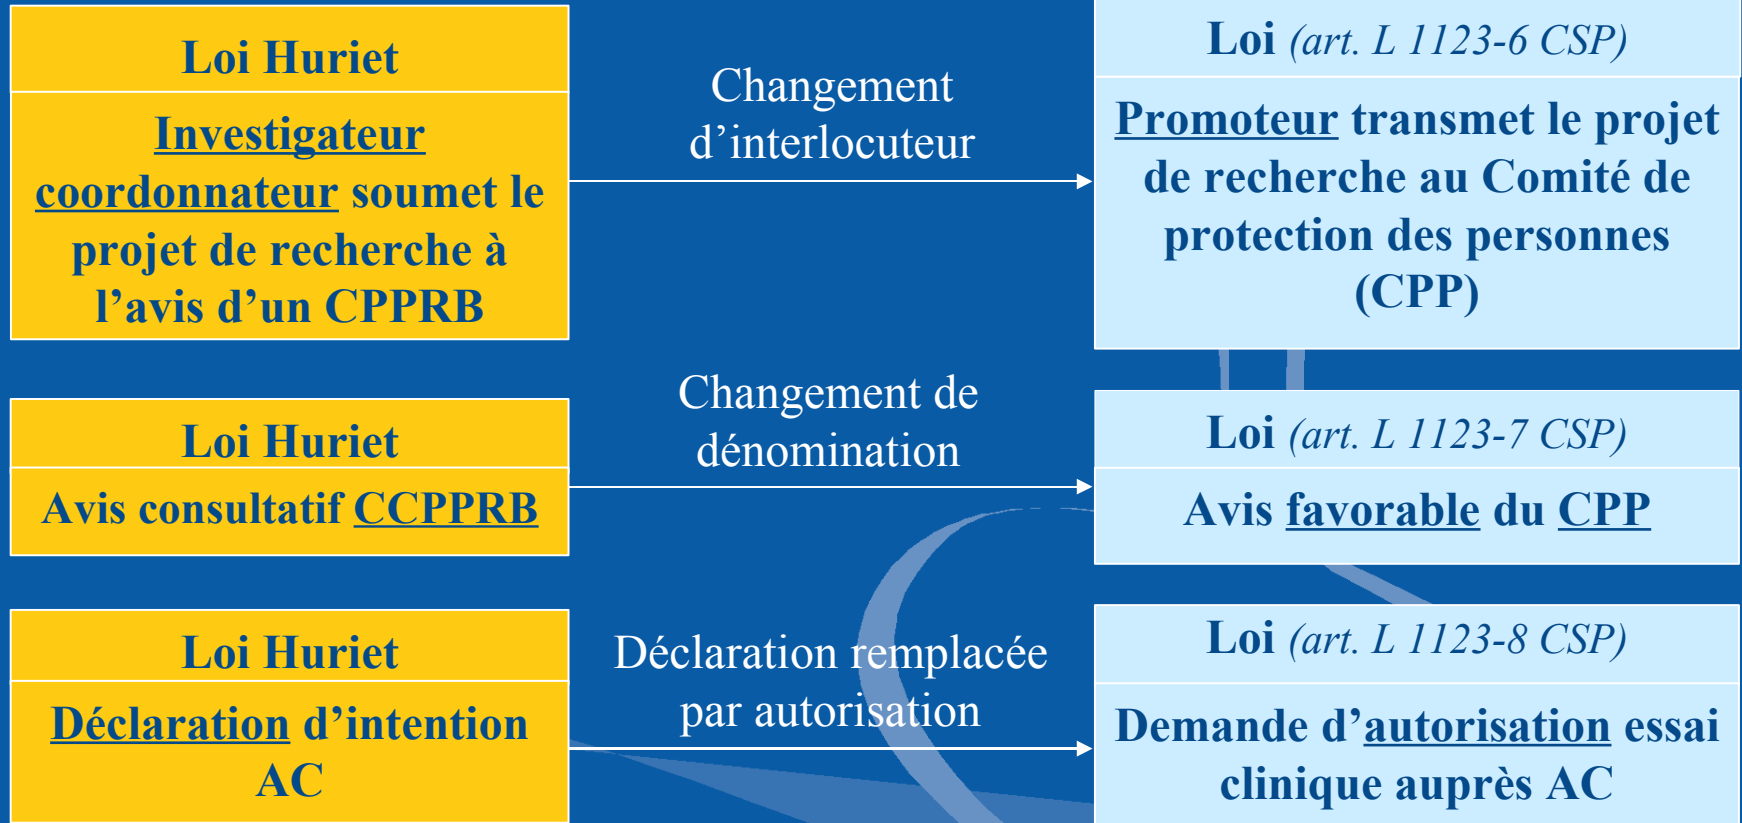 Loi Huriet
Investigateur
coordonnateur soumet le
projet de recherche à
l’avis d’un CPPRB
Changement
d’interlocuteur
Loi (art. L 1123-6 CSP)
Promoteur transmet le projet
de recherche au Comité de
protection des personnes
(CPP)
Loi Huriet
Avis consultatif CCPPRB
Changement de
dénomination
Loi (art. L 1123-7 CSP)
Avis favorable du CPP
Loi Huriet
Déclaration d’intention
AC
Déclaration remplacée
par autorisation
Loi (art. L 1123-8 CSP)
Demande d’autorisation essai
clinique auprès AC